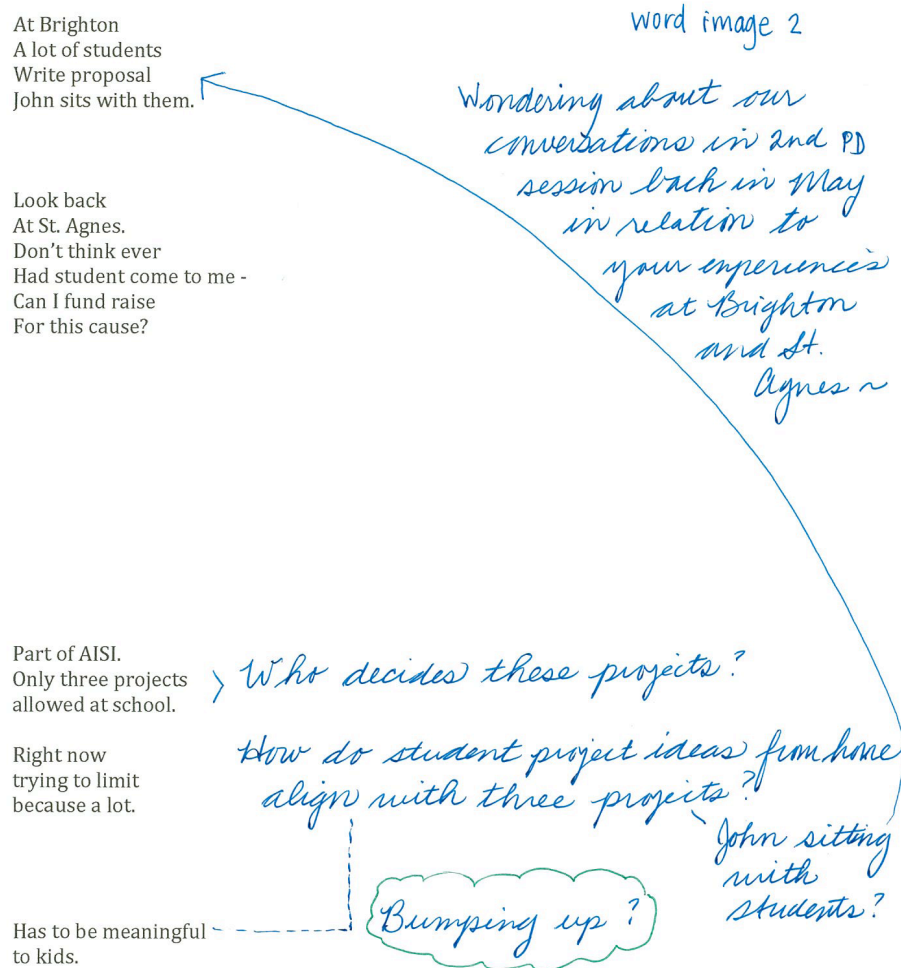 word image 2
At Brighton
A lot of students
Write proposal
John sits with them.
Wondering about our
conversations in 2nd PD
session back in May
in relation to
your experiences
at Brighton
and St.
Agnes ~
Look back
At St. Agnes.
Don't think ever
Had student come to me -
Can I fund raise
For this cause?
Part of AISI.
Only three projects
allowed at school.
> Who decides these projects?
Right now
trying to limit
because a lot.
How do student project ideas from home
align with three projects?
John sitting
with
students?
Bumping up?
Has to be meaningful
to kids.